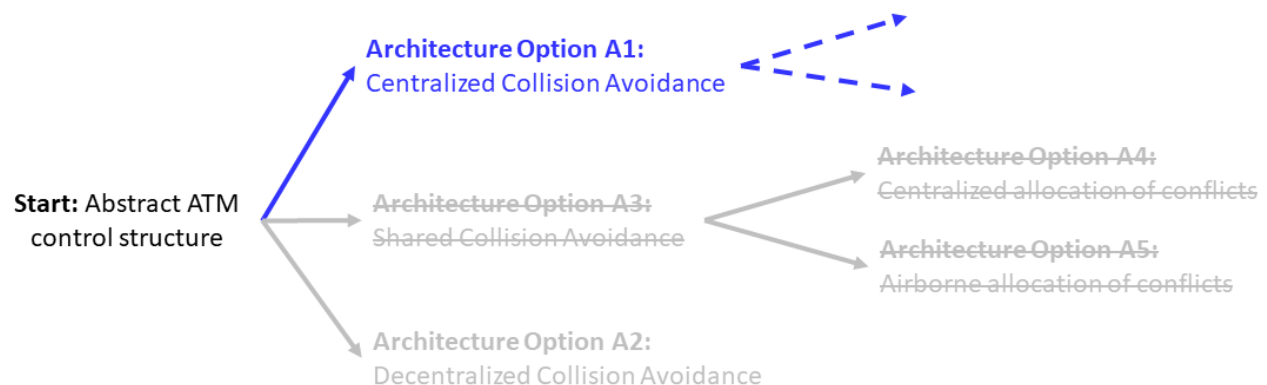 Architecture Option A1:
Centralized Collision Avoidance
Start: Abstract ATM
control structure
Architecture Option A3:
Shared Collision Avoidance
Architecture Option A4:
Centralized allocation of conflicts
Architecture Option A5:
Airborne allocation of conflicts
Architecture Option A2:
Decentralized Collision Avoidance